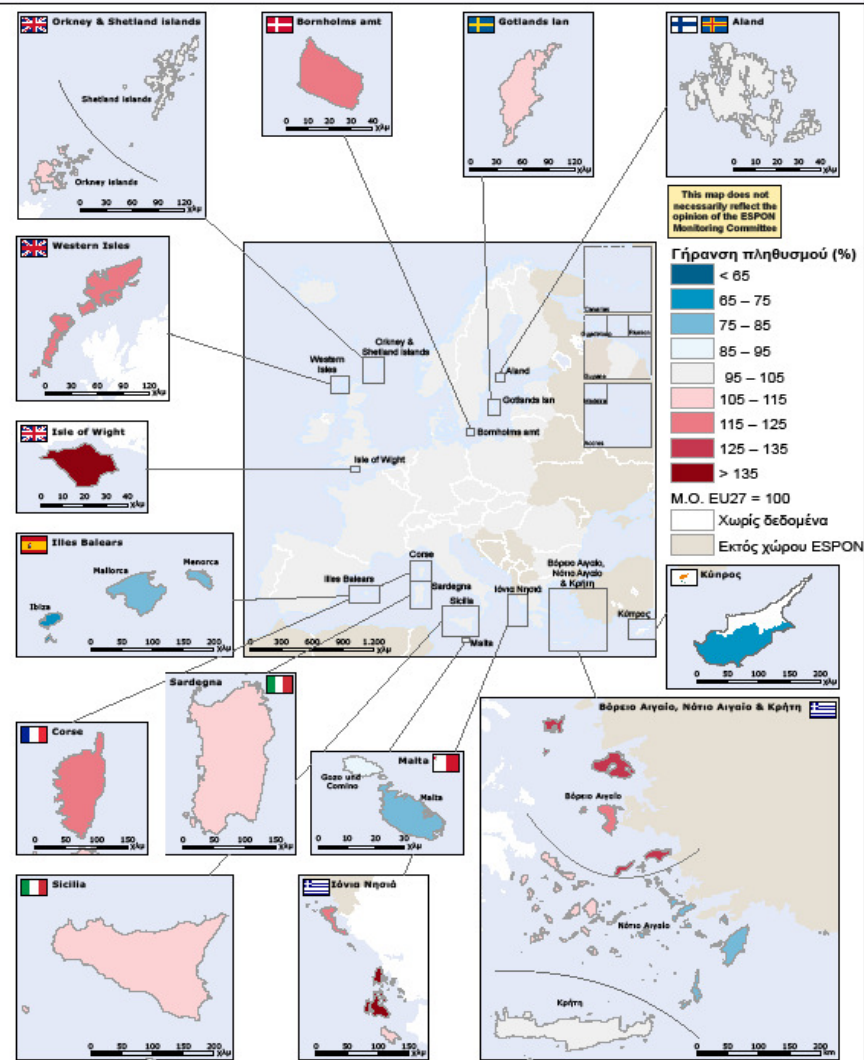 Orkney & Shetland islands
Shetland islands
Orkney islands
0 30 60 90 120
χλμ
Bornholms amt
0 10 20 30 40
χλμ
Gotlands lan
0 30 60 90 120
χλμ
Aland
0 10 20 30 40
χλμ
This map does not
necessarily reflect the
opinion of the ESPON
Monitoring Committee
Western Isles
0 30 60 90 120
χλμ
Γήρανση πληθυσμού (%)
< 65
65 – 75
75 – 85
85 – 95
95 – 105
105 – 115
115 – 125
125 – 135
> 135
Μ.Ο. EU27 = 100
Χωρίς δεδομένα
Εκτός χώρου ESPON
Canarias
Guadeloupe
Reunion
Guyane
Madeira
Acores
Orkney &
Shetland islands
Western
Isles
Aland
Gotlands lan
Bornholms amt
Isle of Wight
Corse
Illes Balears
Sardegna
Sicilia
Malta
Ιόνια Νησιά
Βόρειο Αιγαίο,
Νότιο Αιγαίο
& Κρήτη
Κύπρος
0 300 600 900 1.200
χλμ
Isle of Wight
0 10 20 30 40
χλμ
Illes Balears
Menorca
Mallorca
Ibiza
0 50 100 150 200
χλμ
Κύπρος
0 50 100 150 200
χλμ
Corse
0 50 100 150
χλμ
Sardegna
0 50 100 150
χλμ
Malta
Gozo und
Comino
Malta
0 10 20 30
χλμ
Βόρειο Αιγαίο, Νότιο Αιγαίο & Κρήτη
Βόρειο Αιγαίο
Νότιο Αιγαίο
Κρήτη
0 50 100 150 200
km
Sicilia
0 50 100 150 200
χλμ
Ιόνια Νησιά
0 50 100 150
χλμ